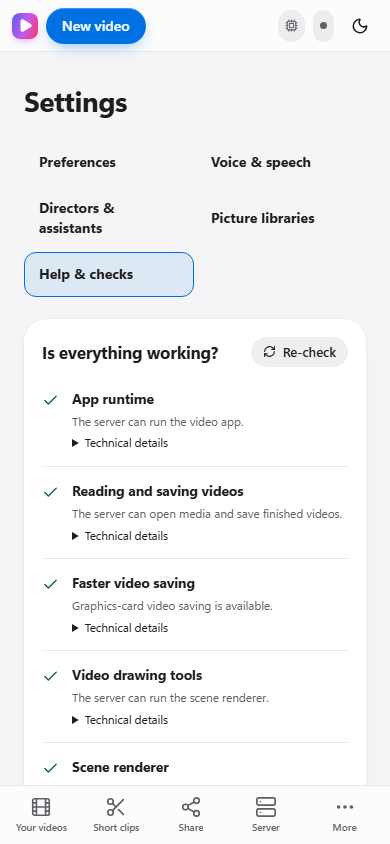 New video
Settings
Preferences
Voice & speech
Directors &
assistants
Picture libraries
Help & checks
Is everything working?
Re-check
App runtime
The server can run the video app.
Technical details
Reading and saving videos
The server can open media and save finished videos.
Technical details
Faster video saving
Graphics-card video saving is available.
Technical details
Video drawing tools
The server can run the scene renderer.
Technical details
Scene renderer
Your videos
Short clips
Share
Server
More